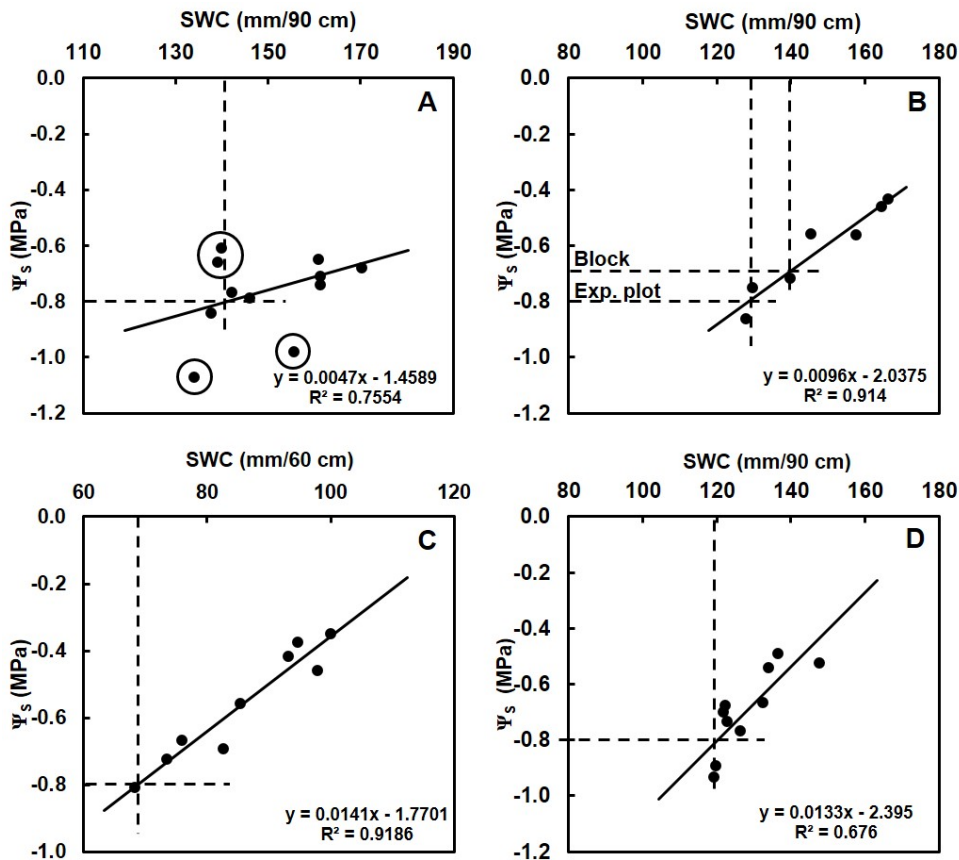 SWC (mm/90 cm)
110 130 150 170 190
0.0
-0.2
-0.4
-0.6
-0.8
-1.0
-1.2
Ψs (MPa)
A
y = 0.0047x - 1.4589
R² = 0.7554
SWC (mm/90 cm)
80 100 120 140 160 180
0.0
-0.2
-0.4
-0.6
-0.8
-1.0
-1.2
Ψs (MPa)
B
Block
Exp. plot
y = 0.0096x - 2.0375
R² = 0.914
SWC (mm/60 cm)
60 80 100 120
0.0
-0.2
-0.4
-0.6
-0.8
-1.0
Ψs (MPa)
C
y = 0.0141x - 1.7701
R² = 0.9186
SWC (mm/90 cm)
80 100 120 140 160 180
0.0
-0.2
-0.4
-0.6
-0.8
-1.0
-1.2
Ψs (MPa)
D
y = 0.0133x - 2.395
R² = 0.676